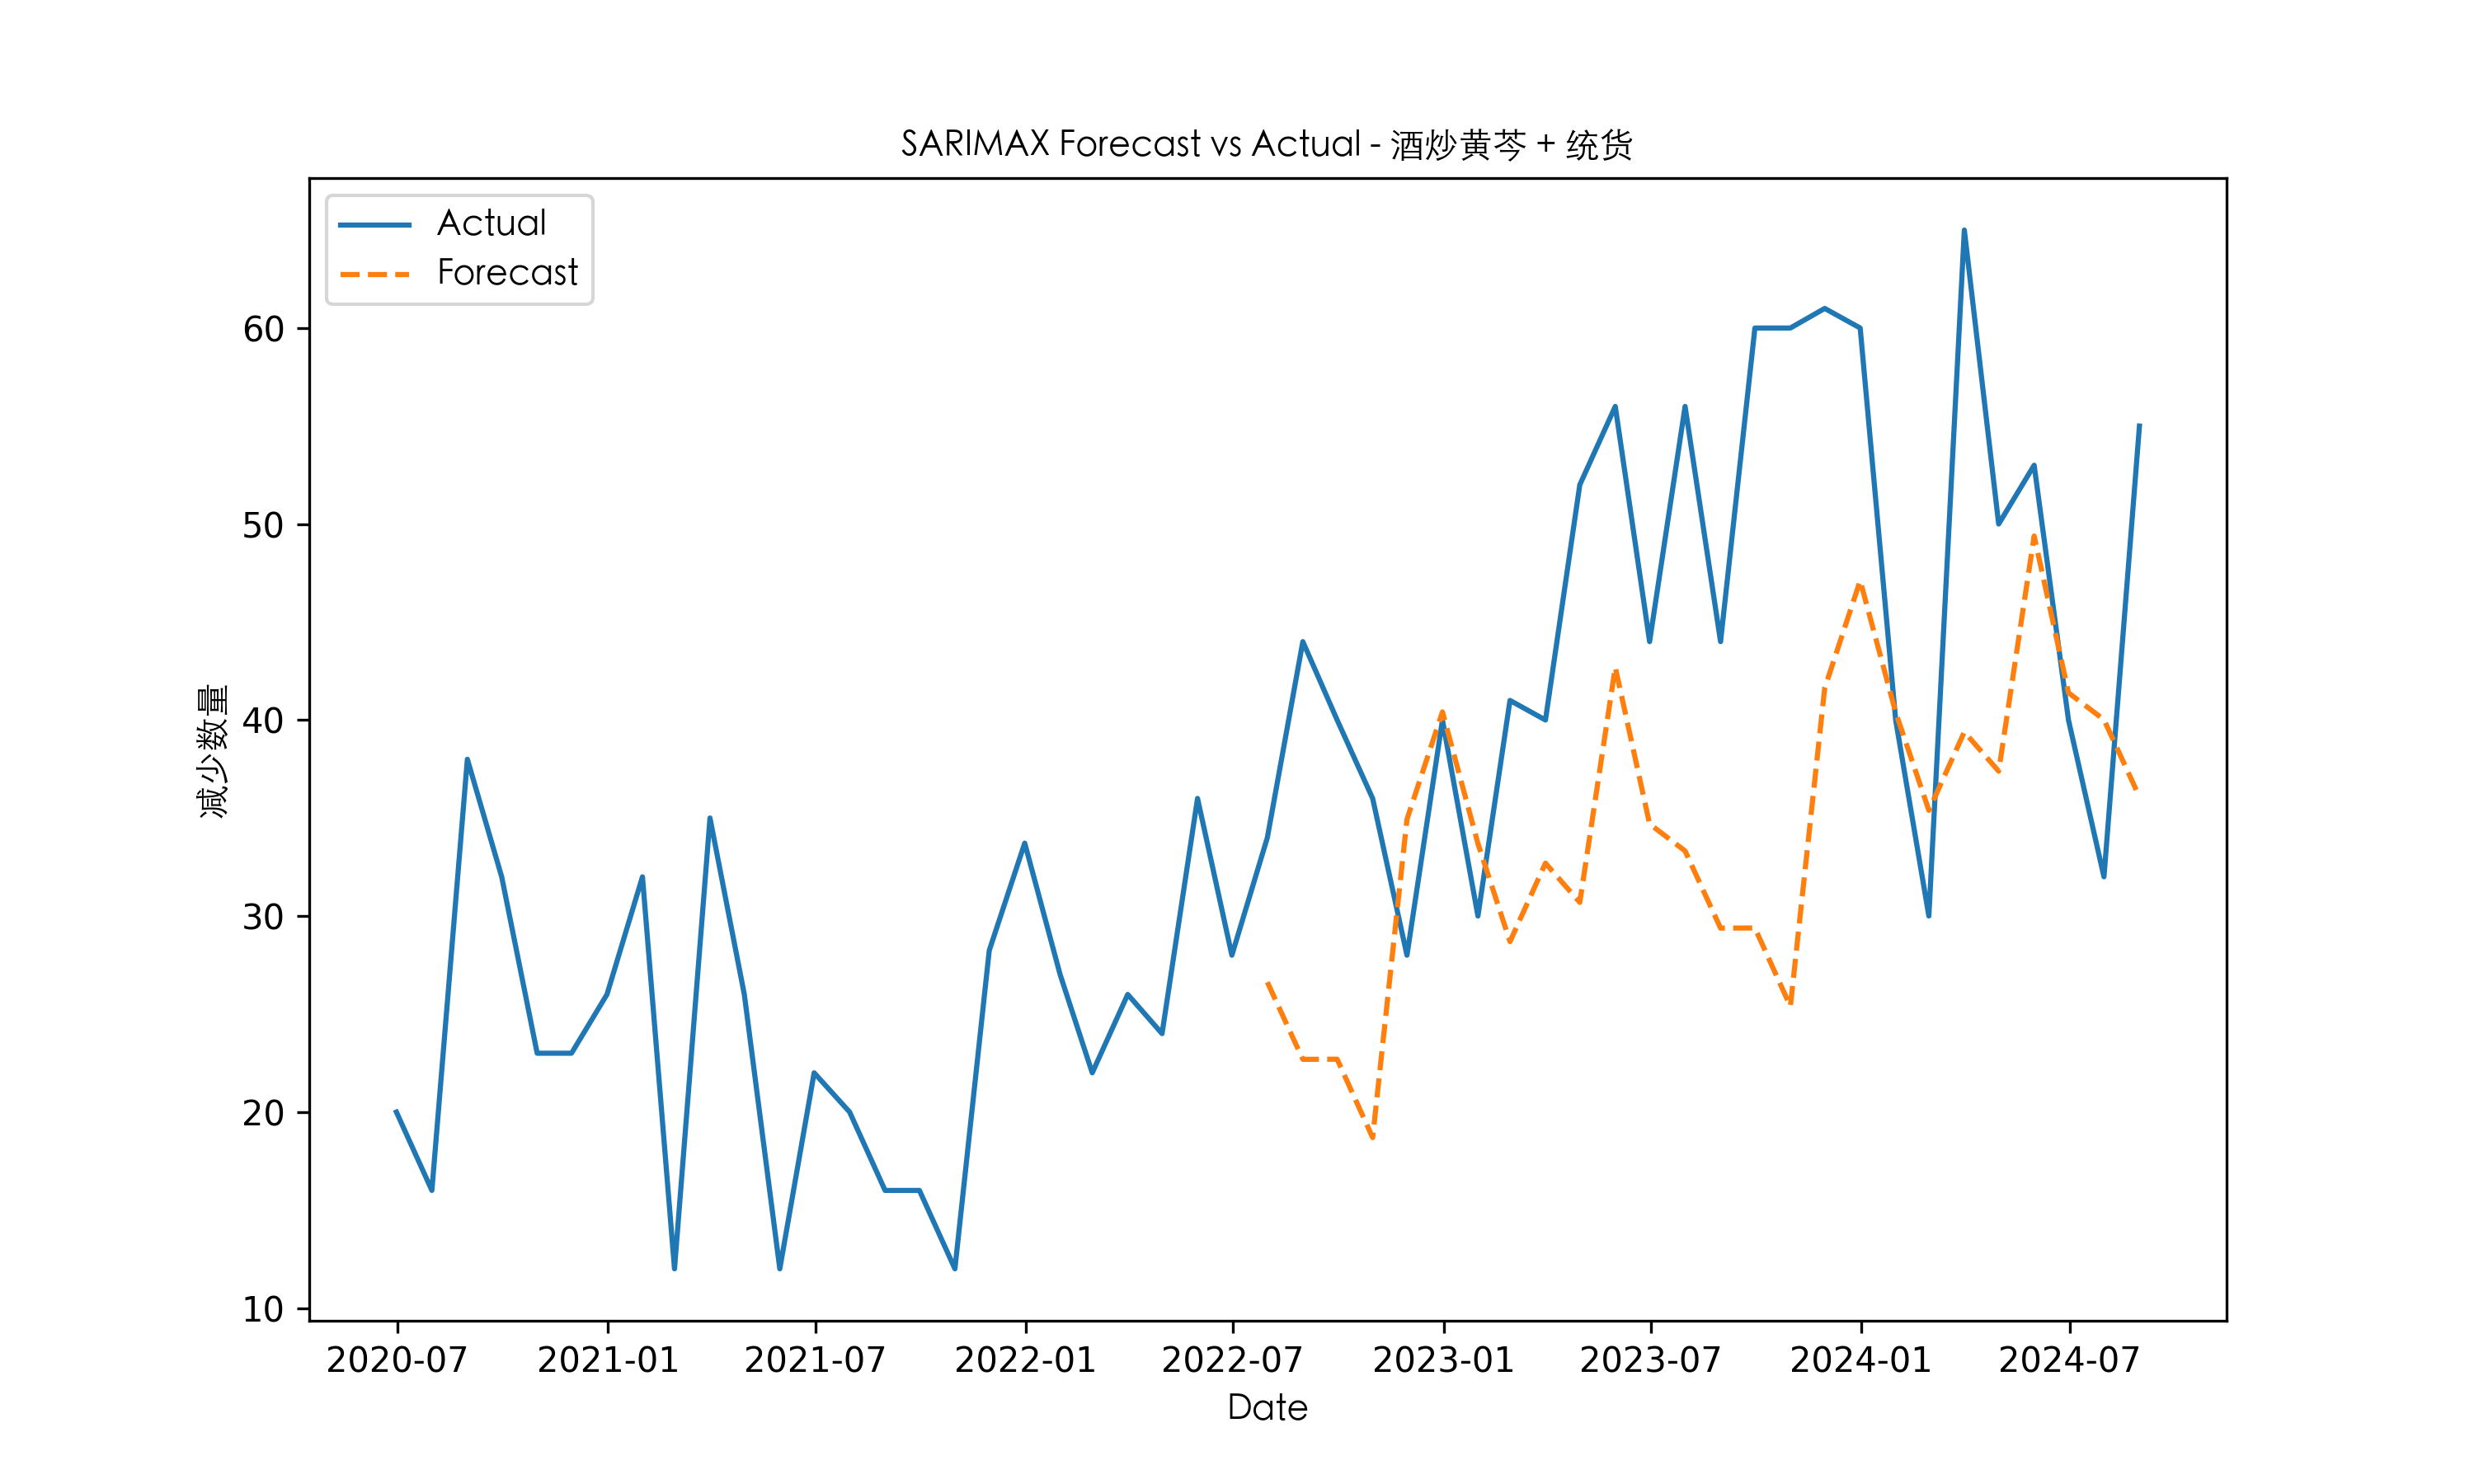 SARIMAX Forecast vs Actual - 酒炒黄芩 + 统货
Actual
Forecast
减少数量
60
50
40
30
20
10
2020-07 2021-01 2021-07 2022-01 2022-07 2023-01 2023-07 2024-01 2024-07
Date